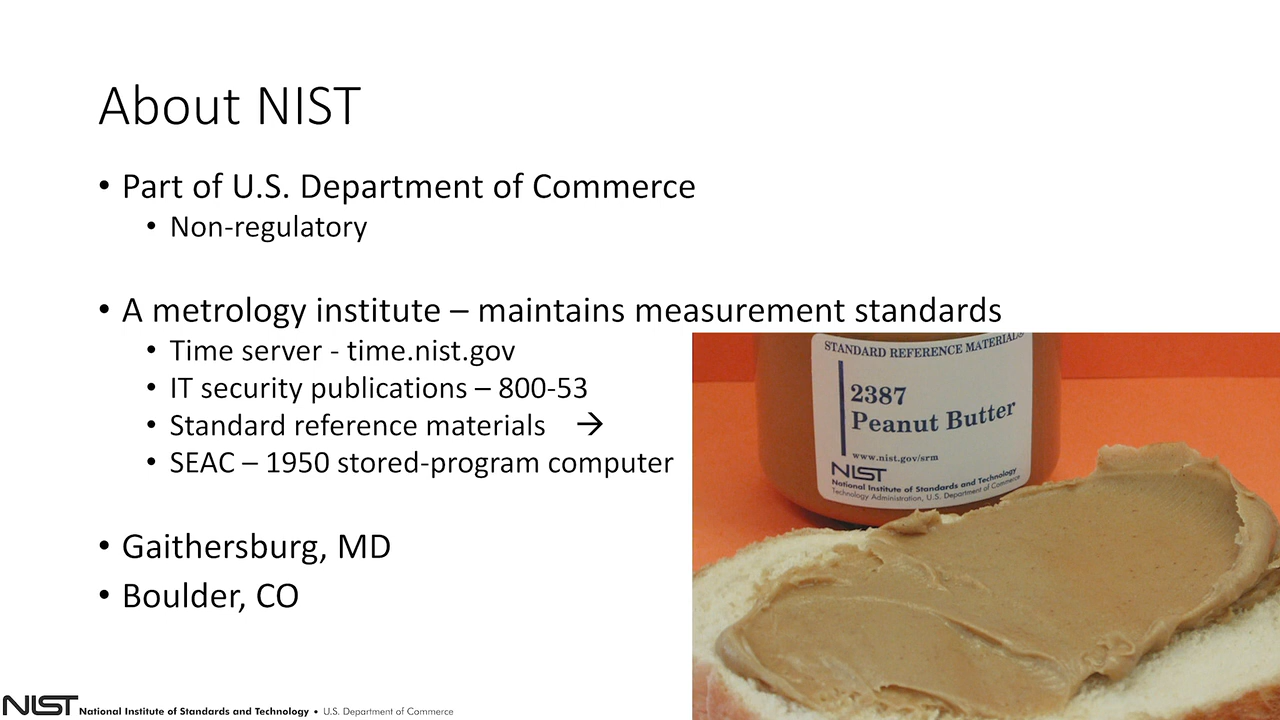 About NIST
• Part of U.S. Department of Commerce
• Non-regulatory
• A metrology institute – maintains measurement standards
• Time server - time.nist.gov
• IT security publications – 800-53
• Standard reference materials →
• SEAC – 1950 stored-program computer
• Gaithersburg, MD
• Boulder, CO
STANDARD REFERENCE MATERIALS
2387
Peanut Butter
www.nist.gov/srm
NIST
National Institute of Standards and Technology
Technology Administration, U.S. Department of Commerce
NIST National Institute of Standards and Technology • U.S. Department of Commerce